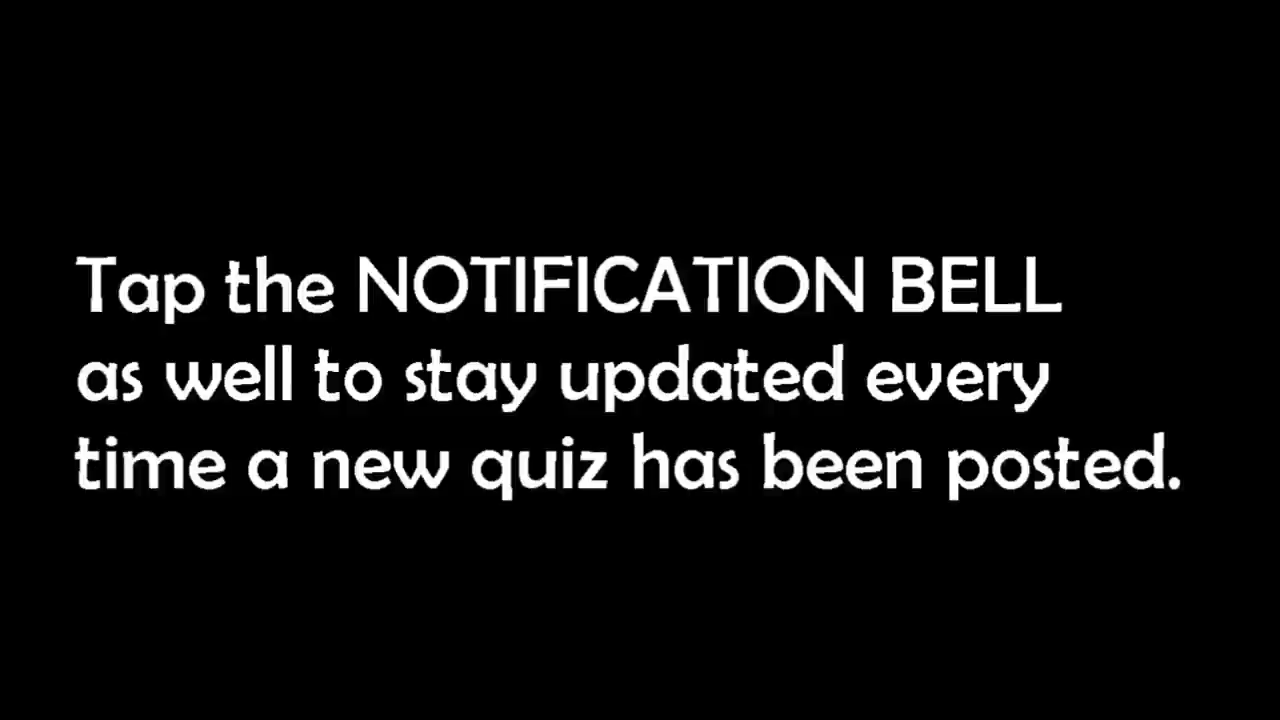 Tap the NOTIFICATION BELL
as well to stay updated every
time a new quiz has been posted.